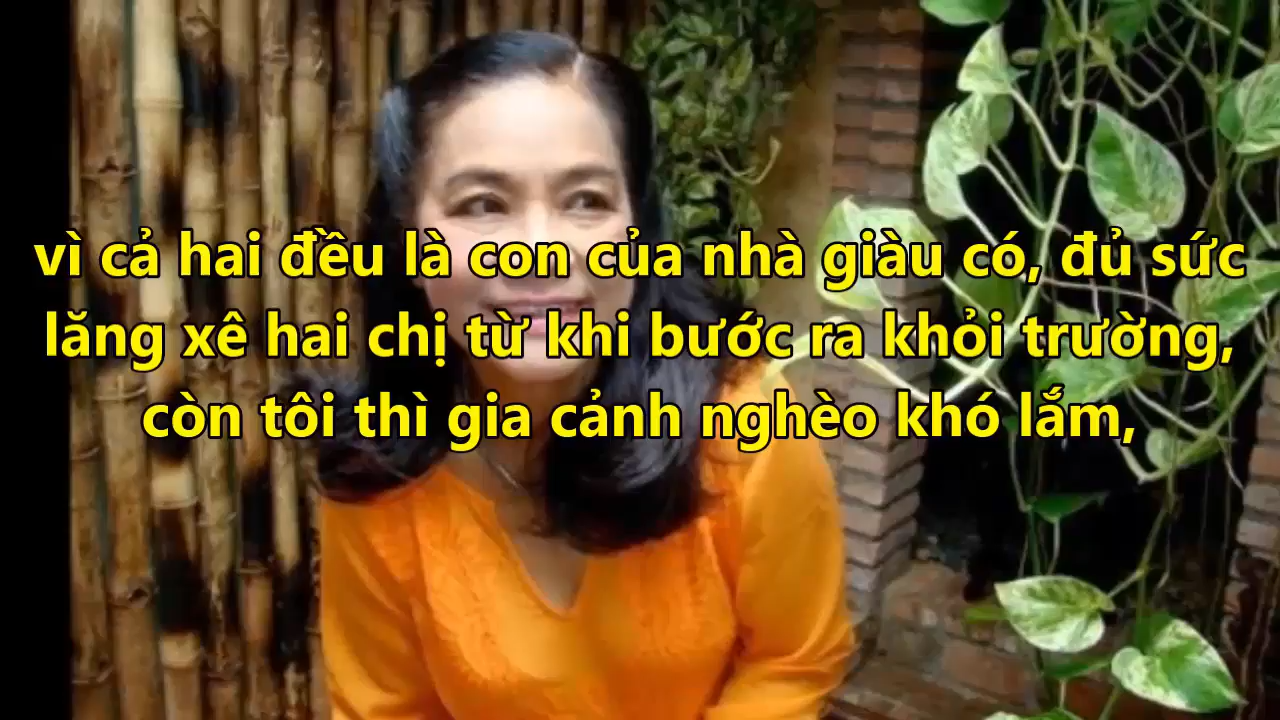 vì cả hai đều là con của nhà giàu có, đủ sức
lăng xê hai chị từ khi bước ra khỏi trường,
còn tôi thì gia cảnh nghèo khó lắm,